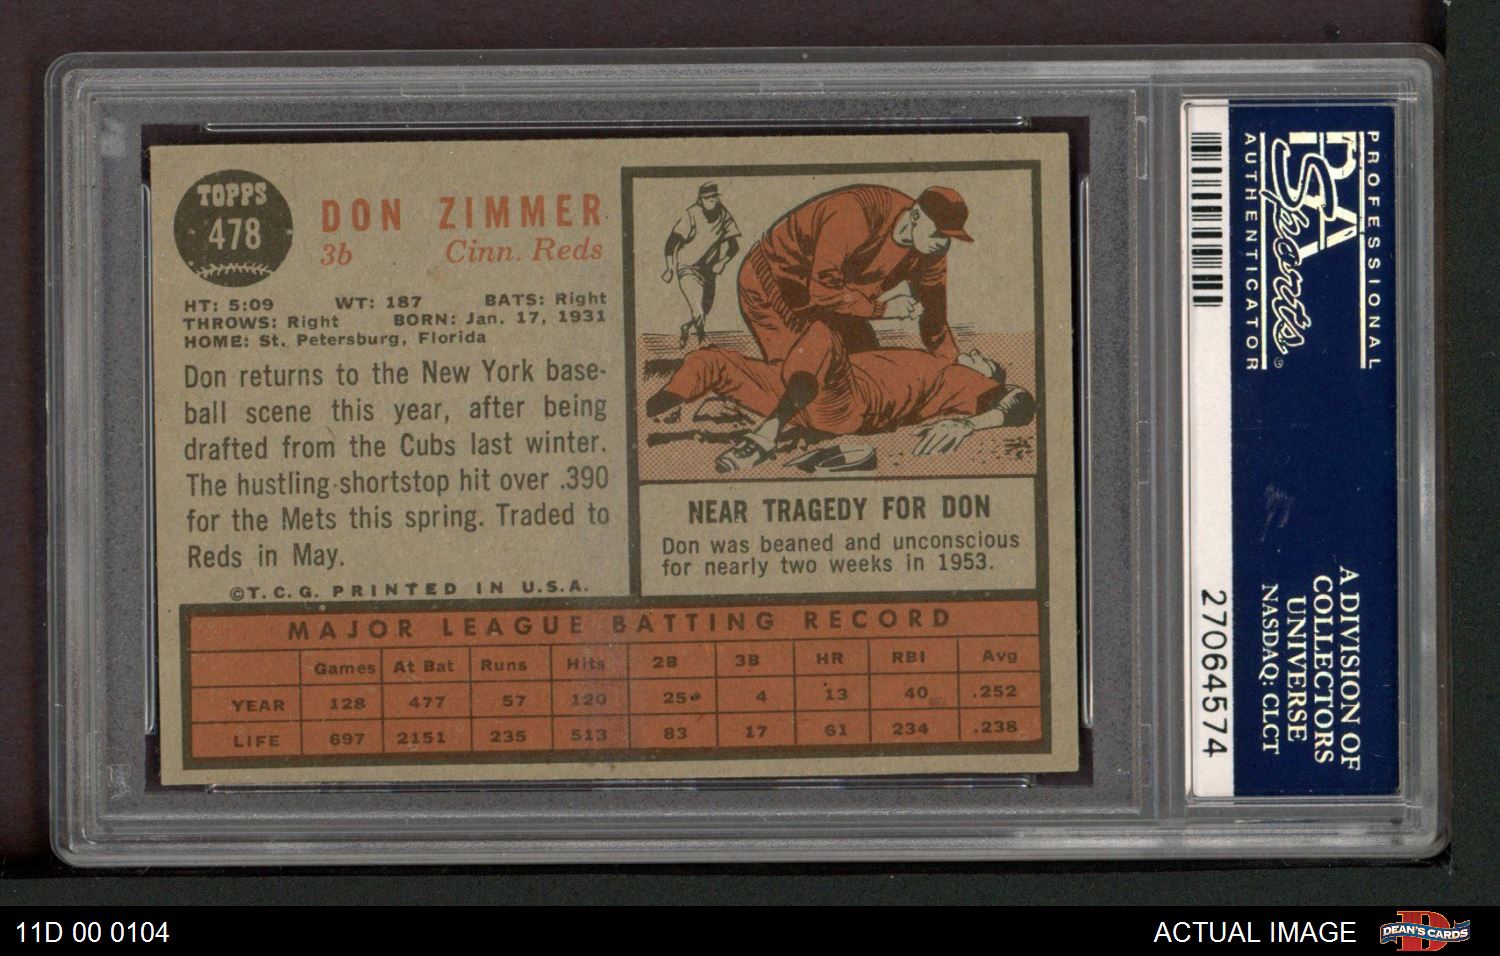 TOPPS
478
DON ZIMMER
3b Cinn. Reds
HT: 5:09 WT: 187 BATS: Right
THROWS: Right BORN: Jan. 17, 1931
HOME: St. Petersburg, Florida
Don returns to the New York base-
ball scene this year, after being
drafted from the Cubs last winter.
The hustling shortstop hit over .390
for the Mets this spring. Traded to
Reds in May.
©T.C.G. PRINTED IN U.S.A.
NEAR TRAGEDY FOR DON
Don was beaned and unconscious
for nearly two weeks in 1953.
MAJOR LEAGUE BATTING RECORD
Games At Bat Runs Hits 2B 3B HR RBI Avg
YEAR 128 477 57 120 25 4 13 40 .252
LIFE 697 2151 235 513 83 17 61 234 .238
PROFESSIONAL
PSA
Sports®
AUTHENTICATOR
A DIVISION OF
COLLECTORS
UNIVERSE
NASDAQ: CLCT
27064574
11D 00 0104
ACTUAL IMAGE
D
DEAN'S CARDS